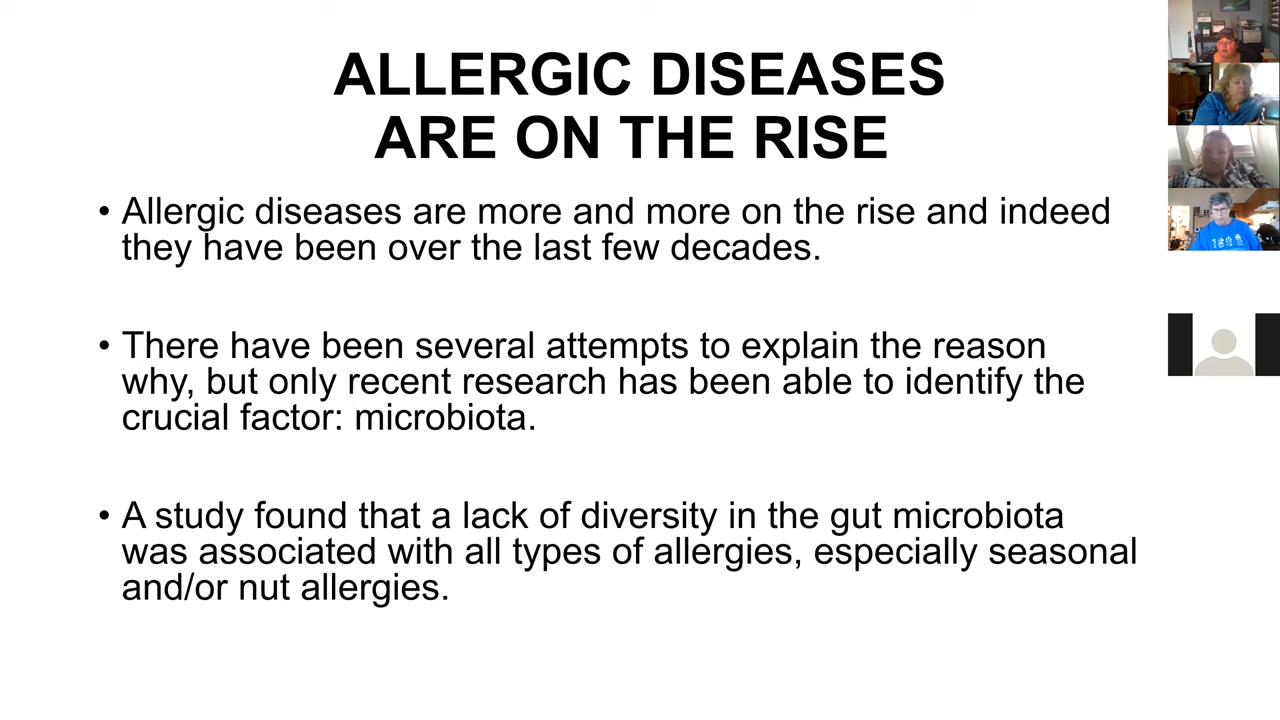 ALLERGIC DISEASES
ARE ON THE RISE
• Allergic diseases are more and more on the rise and indeed
they have been over the last few decades.
• There have been several attempts to explain the reason
why, but only recent research has been able to identify the
crucial factor: microbiota.
• A study found that a lack of diversity in the gut microbiota
was associated with all types of allergies, especially seasonal
and/or nut allergies.